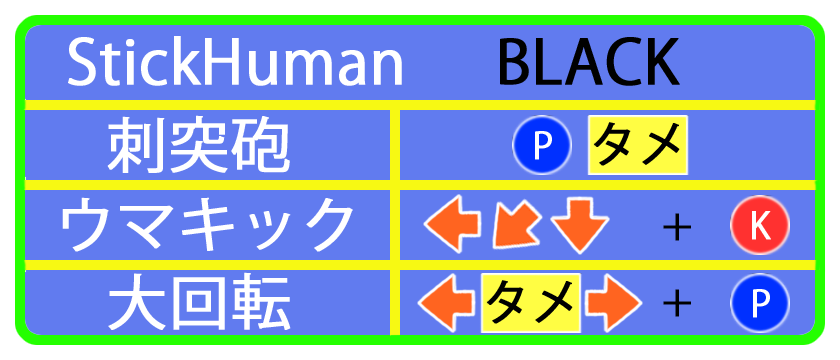 StickHuman BLACK
刺突砲 P タメ
ウマキック ← ↙ ↓ + K
大回転 ← タメ → + P